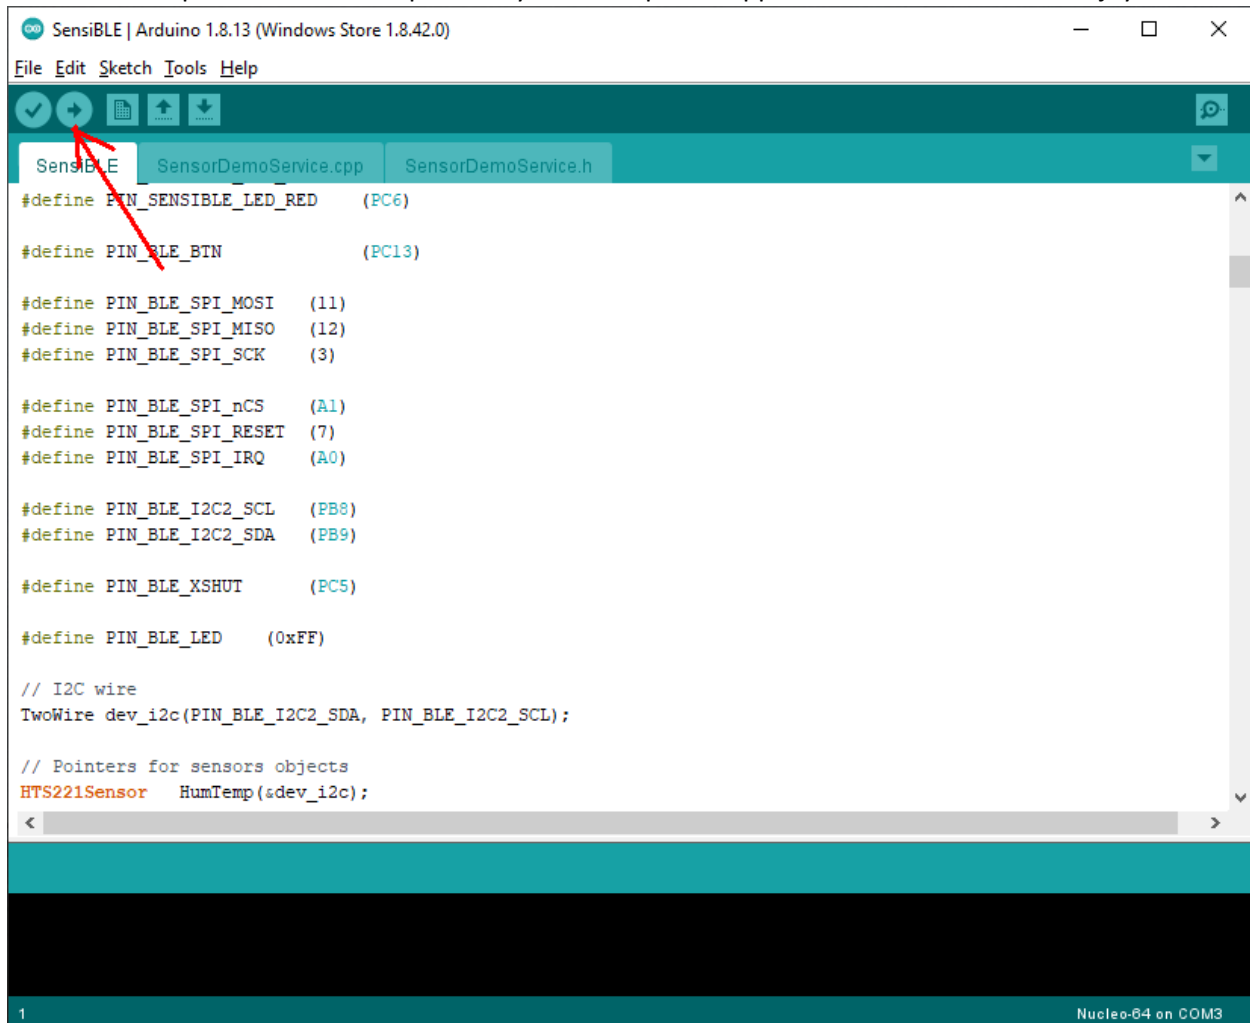 SensiBLE | Arduino 1.8.13 (Windows Store 1.8.42.0)
File Edit Sketch Tools Help
SensiBLE SensorDemoService.cpp SensorDemoService.h
#define PIN_SENSIBLE_LED_RED (PC6)
#define PIN_BLE_BTN (PC13)
#define PIN_BLE_SPI_MOSI (11)
#define PIN_BLE_SPI_MISO (12)
#define PIN_BLE_SPI_SCK (3)
#define PIN_BLE_SPI_nCS (A1)
#define PIN_BLE_SPI_RESET (7)
#define PIN_BLE_SPI_IRQ (A0)
#define PIN_BLE_I2C2_SCL (PB8)
#define PIN_BLE_I2C2_SDA (PB9)
#define PIN_BLE_XSHUT (PC5)
#define PIN_BLE_LED (0xFF)
// I2C wire
TwoWire dev_i2c(PIN_BLE_I2C2_SDA, PIN_BLE_I2C2_SCL);
// Pointers for sensors objects
HTS221Sensor HumTemp(&dev_i2c);
1 Nucleo-64 on COM3